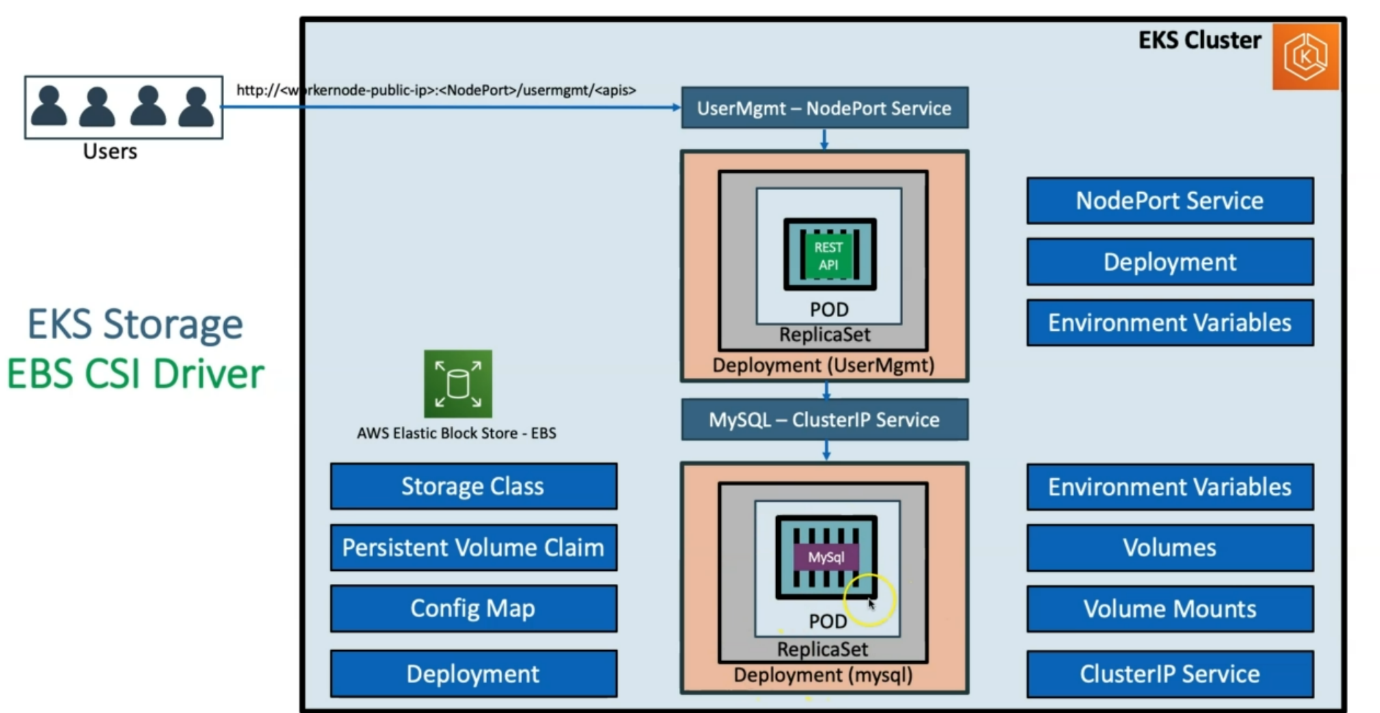 EKS Cluster
K
http://<workernode-public-ip>:<NodePort>/usermgmt/<apis>
Users
UserMgmt – NodePort Service
REST
API
POD
ReplicaSet
Deployment (UserMgmt)
NodePort Service
Deployment
Environment Variables
EKS Storage
EBS CSI Driver
AWS Elastic Block Store - EBS
MySQL – ClusterIP Service
Storage Class
Persistent Volume Claim
Config Map
Deployment
MySql
POD
ReplicaSet
Deployment (mysql)
Environment Variables
Volumes
Volume Mounts
ClusterIP Service